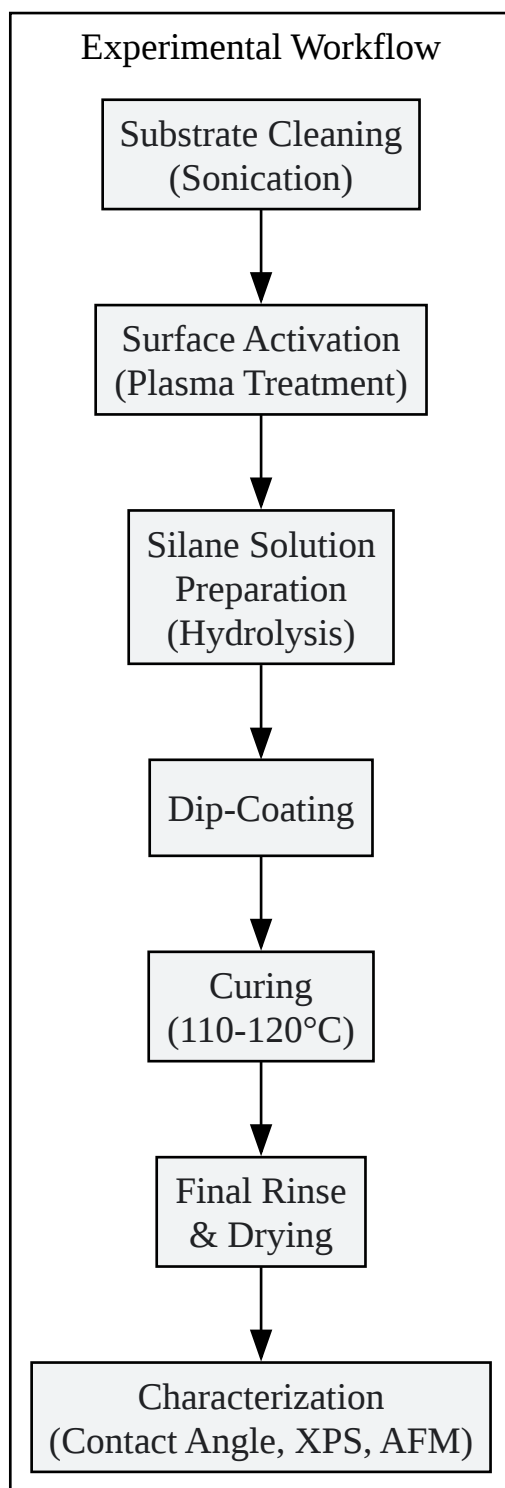 Experimental Workflow
Substrate Cleaning
(Sonication)
Surface Activation
(Plasma Treatment)
Silane Solution
Preparation
(Hydrolysis)
Dip-Coating
Curing
(110-120°C)
Final Rinse
& Drying
Characterization
(Contact Angle, XPS, AFM)